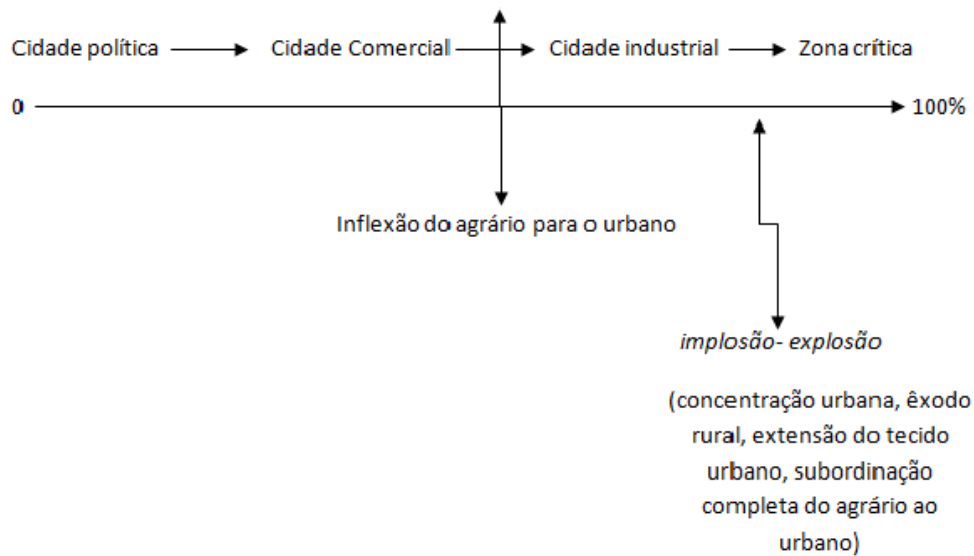 Cidade política Cidade Comercial Cidade industrial Zona crítica
0 100%
Inflexão do agrário para o urbano
implosão- explosão
(concentração urbana, êxodo
rural, extensão do tecido
urbano, subordinação
completa do agrário ao
urbano)